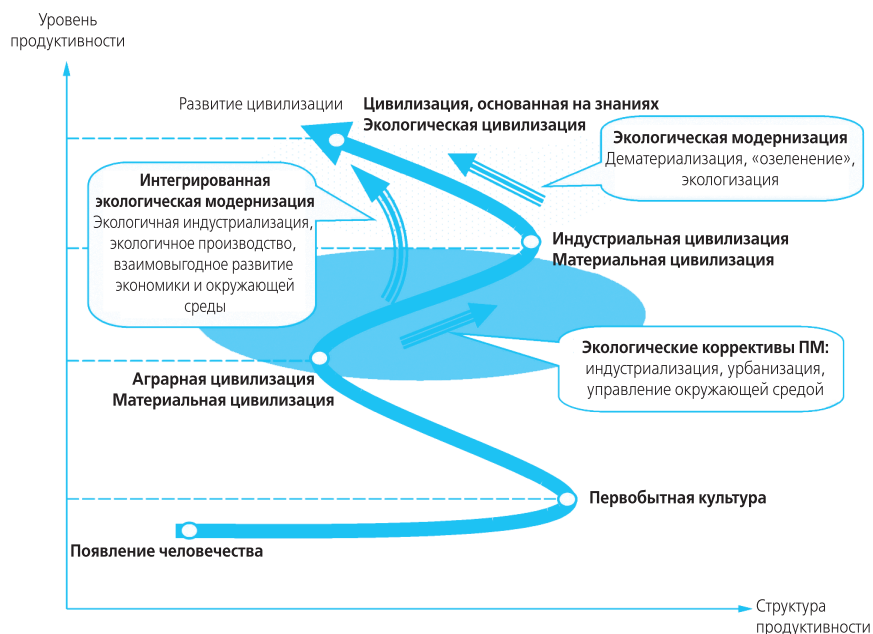 Уровень
продуктивности
Развитие цивилизации
Цивилизация, основанная на знаниях
Экологическая цивилизация
Экологическая модернизация
Дематериализация, «озеленение»,
экологизация
Интегрированная
экологическая модернизация
Экологичная индустриализация,
экологичное производство,
взаимовыгодное развитие
экономики и окружающей
среды
Индустриальная цивилизация
Материальная цивилизация
Экологические коррективы ПМ:
индустриализация, урбанизация,
управление окружающей средой
Аграрная цивилизация
Материальная цивилизация
Первобытная культура
Появление человечества
Структура
продуктивности